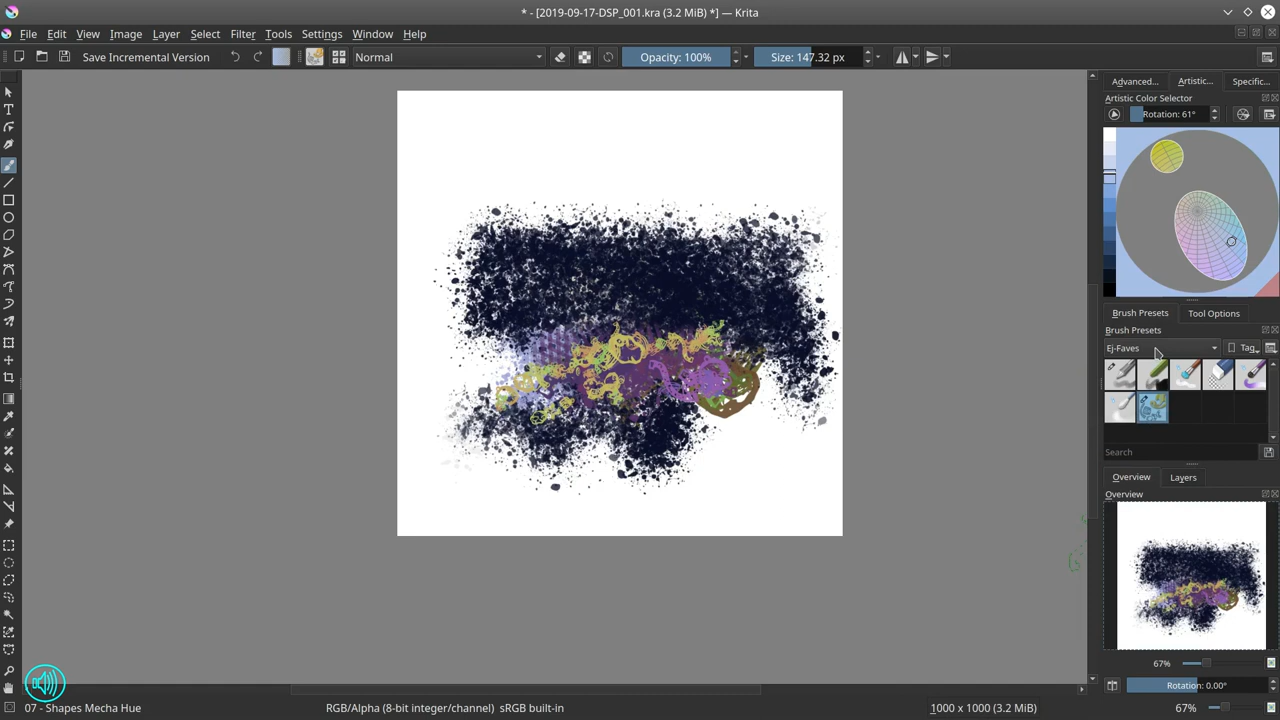 * - [2019-09-17-DSP_001.kra (3.2 MiB) *] — Krita
File Edit View Image Layer Select Filter Tools Settings Window Help
Save Incremental Version Normal Opacity: 100% Size: 147.32 px
Advanced... Artistic... Specific...
Artistic Color Selector
Rotation: 61°
Brush Presets Tool Options
Brush Presets
Ej-Faves Tag
Search
Overview Layers
Overview
67%
Rotation: 0.00°
07 - Shapes Mecha Hue RGB/Alpha (8-bit integer/channel) sRGB built-in 1000 x 1000 (3.2 MiB) 67%